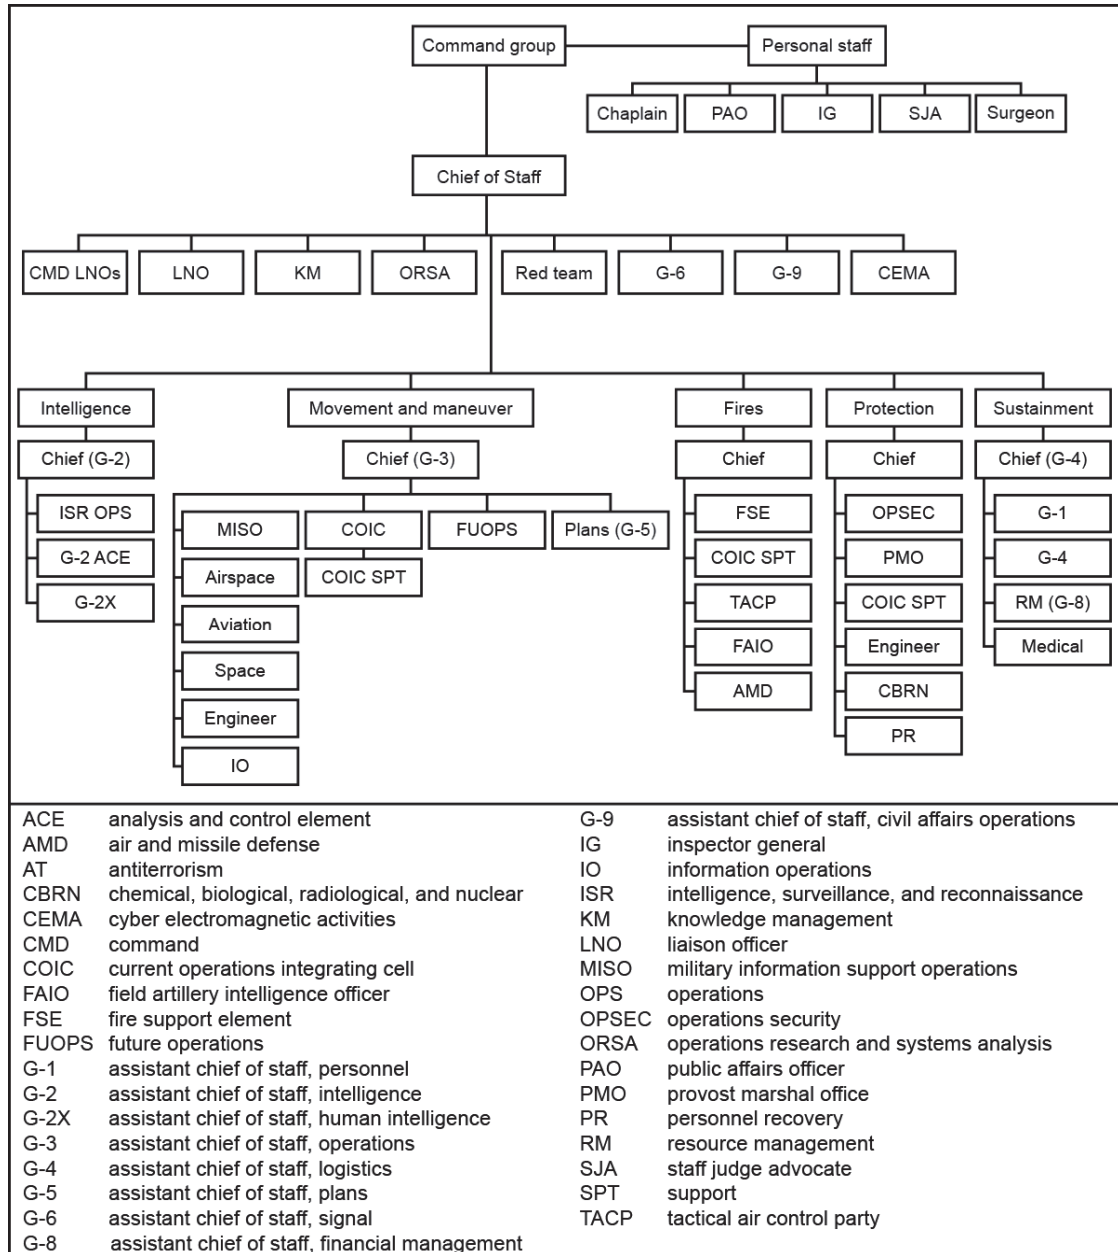 Command group
Personal staff
Chaplain
PAO
IG
SJA
Surgeon
Chief of Staff
CMD LNOs
LNO
KM
ORSA
Red team
G-6
G-9
CEMA
Intelligence
Movement and maneuver
Fires
Protection
Sustainment
Chief (G-2)
Chief (G-3)
Chief
Chief
Chief (G-4)
ISR OPS
G-2 ACE
G-2X
MISO
Airspace
Aviation
Space
Engineer
IO
COIC
COIC SPT
FUOPS
Plans (G-5)
FSE
COIC SPT
TACP
FAIO
AMD
OPSEC
PMO
COIC SPT
Engineer
CBRN
PR
G-1
G-4
RM (G-8)
Medical
ACE analysis and control element
AMD air and missile defense
AT antiterrorism
CBRN chemical, biological, radiological, and nuclear
CEMA cyber electromagnetic activities
CMD command
COIC current operations integrating cell
FAIO field artillery intelligence officer
FSE fire support element
FUOPS future operations
G-1 assistant chief of staff, personnel
G-2 assistant chief of staff, intelligence
G-2X assistant chief of staff, human intelligence
G-3 assistant chief of staff, operations
G-4 assistant chief of staff, logistics
G-5 assistant chief of staff, plans
G-6 assistant chief of staff, signal
G-8 assistant chief of staff, financial management
G-9 assistant chief of staff, civil affairs operations
IG inspector general
IO information operations
ISR intelligence, surveillance, and reconnaissance
KM knowledge management
LNO liaison officer
MISO military information support operations
OPS operations
OPSEC operations security
ORSA operations research and systems analysis
PAO public affairs officer
PMO provost marshal office
PR personnel recovery
RM resource management
SJA staff judge advocate
SPT support
TACP tactical air control party